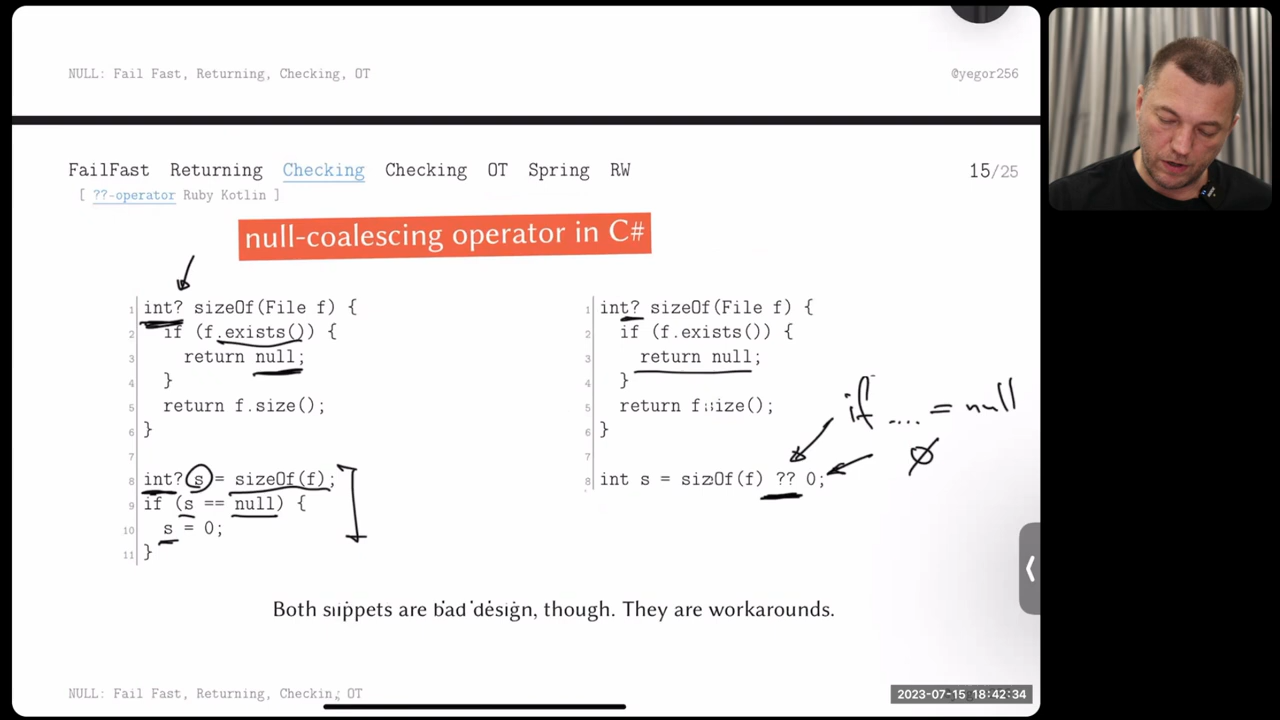 NULL: Fail Fast, Returning, Checking, OT
@yegor256
FailFast Returning Checking Checking OT Spring RW
15/25
[ ??-operator Ruby Kotlin ]
null-coalescing operator in C#
1 int? sizeOf(File f) {
2 if (f.exists()) {
3 return null;
4 }
5 return f.size();
6 }
7
8 int? s = sizeOf(f);
9 if (s == null) {
10 s = 0;
11 }
1 int? sizeOf(File f) {
2 if (f.exists()) {
3 return null;
4 }
5 return f.size();
6 }
7
8 int s = sizeOf(f) ?? 0;
if .... = null
Both snippets are bad design, though. They are workarounds.
NULL: Fail Fast, Returning, Checking, OT
2023-07-15 18:42:34